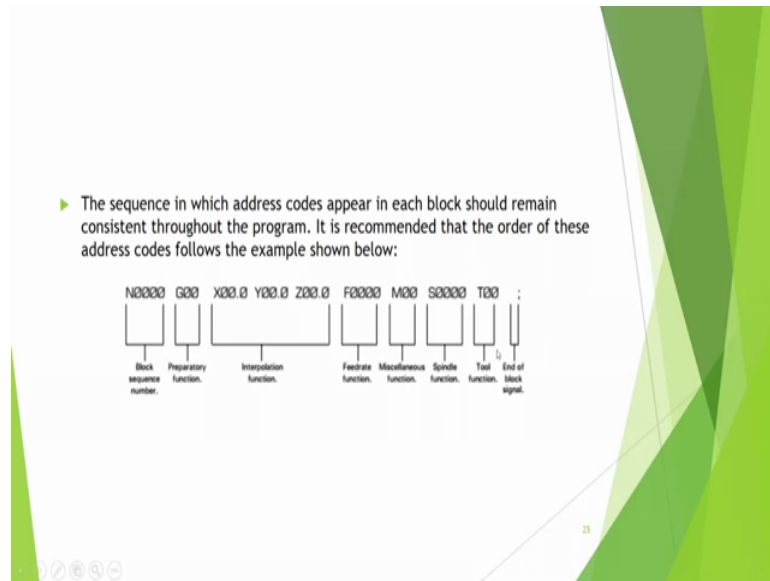 The sequence in which address codes appear in each block should remain
consistent throughout the program. It is recommended that the order of these
address codes follows the example shown below:
N0000 G00 X00.0 Y00.0 Z00.0 F0000 M00 S0000 T00 ;
Block Preparatory Interpolation Feedrate Miscellaneous Spindle Tool End of
sequence function. function. function. function. function. function. block
number. signal.
25